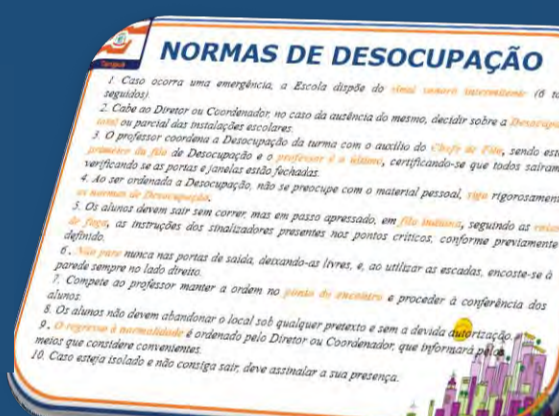 Tanguá
NORMAS DE DESOCUPAÇÃO
1. Caso ocorra uma emergência, a Escola dispõe do sinal sonoro intermitente (6
seguidos).
2. Cabe ao Diretor ou Coordenador, no caso da ausência do mesmo, decidir sobre a Desocupa
total ou parcial das instalações escolares.
3. O professor coordena a Desocupação da turma com o auxílio do Chefe de Fila, sendo est
primeiro da fila de Desocupação e o professor é o último, certificando-se que todos saíram
verificando se as portas e janelas estão fechadas.
4. Ao ser ordenada a Desocupação, não se preocupe com o material pessoal, siga rigorosament
as normas de Desocupação.
5. Os alunos devem sair sem correr, mas em passo apressado, em fila indiana, seguindo as
de fuga, as instruções dos sinalizadores presentes nos pontos críticos, conforme previamente
definido.
6. Não pare nunca nas portas de saída, deixando-as livres, e, ao utilizar as escadas, encoste-se à
parede sempre no lado direito.
7. Compete ao professor manter a ordem no ponto de encontro e proceder à conferência dos
alunos.
8. Os alunos não devem abandonar o local sob qualquer pretexto e sem a devida autorização.
9. O regresso à normalidade é ordenado pelo Diretor ou Coordenador, que informará pelos
meios que considere convenientes.
10. Caso esteja isolado e não consiga sair, deve assinalar a sua presença.